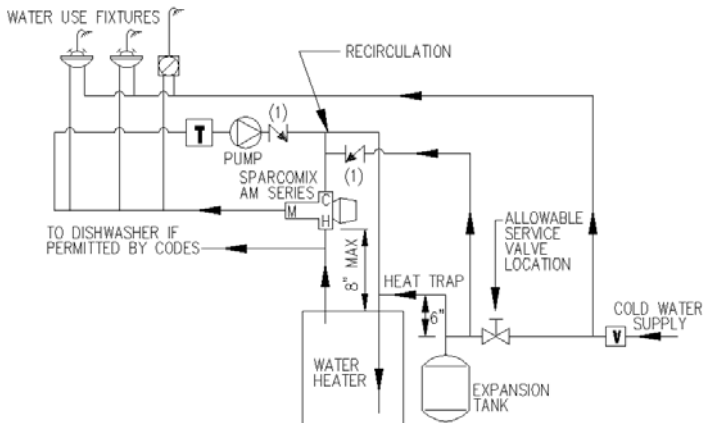 WATER USE FIXTURES
RECIRCULATION
(1)
T
PUMP
(1)
SPARCOMIX
AM SERIES
C
M
H
TO DISHWASHER IF
PERMITTED BY CODES
8" MAX
HEAT TRAP
6"
ALLOWABLE
SERVICE
VALVE
LOCATION
COLD WATER
SUPPLY
V
WATER
HEATER
EXPANSION
TANK